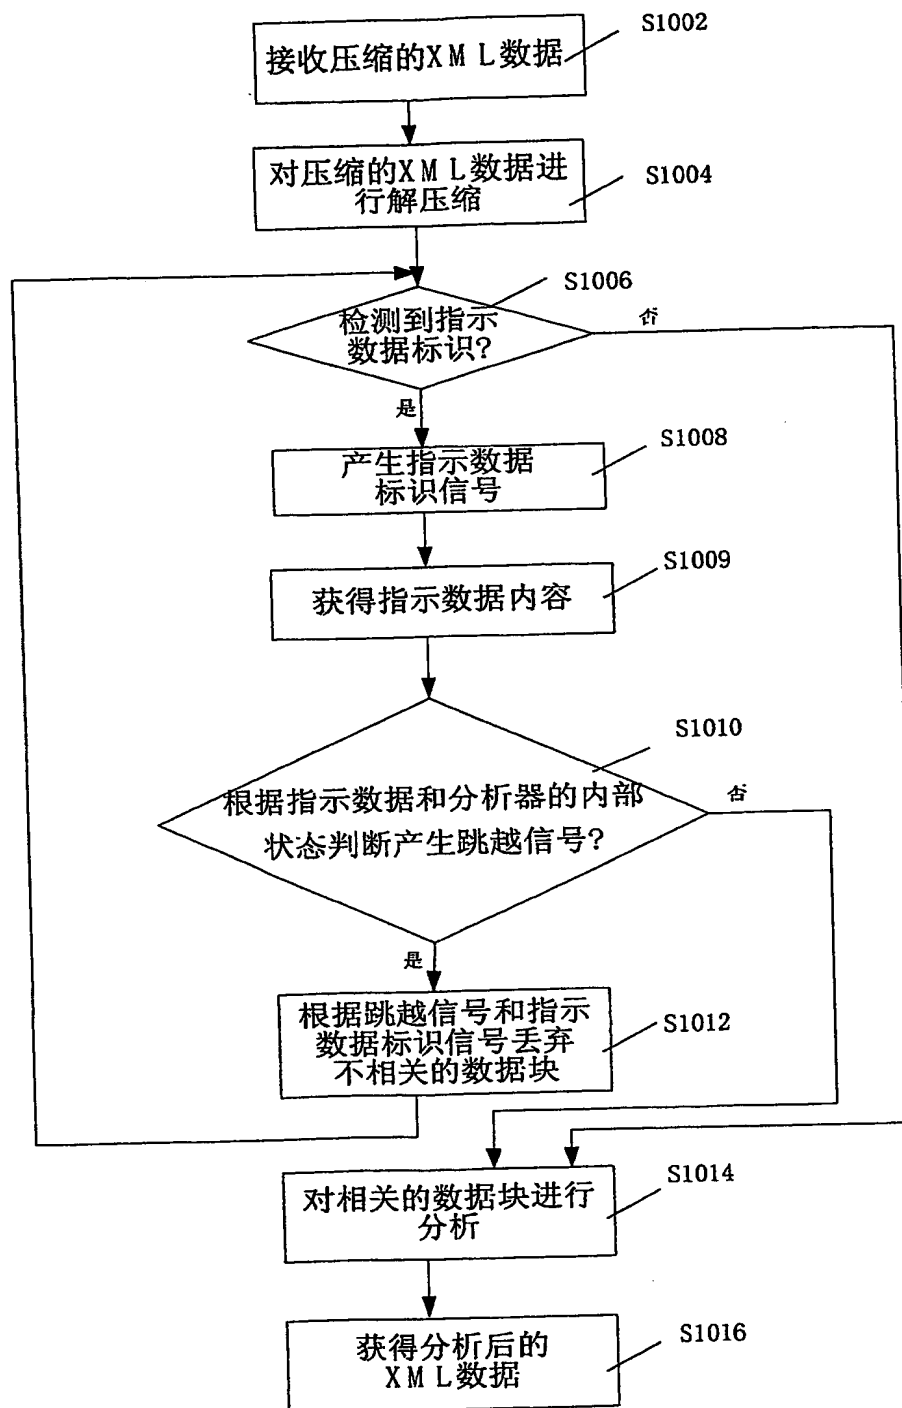 S1002
接收压缩的XML数据
对压缩的XML数据进
行解压缩
S1004
S1006
检测到指示
数据标识?
否
是
S1008
产生指示数据
标识信号
S1009
获得指示数据内容
S1010
根据指示数据和分析器的内部
状态判断产生跳越信号?
否
是
根据跳越信号和指示
数据标识信号丢弃
不相关的数据块
S1012
S1014
对相关的数据块进行
分析
S1016
获得分析后的
XML数据